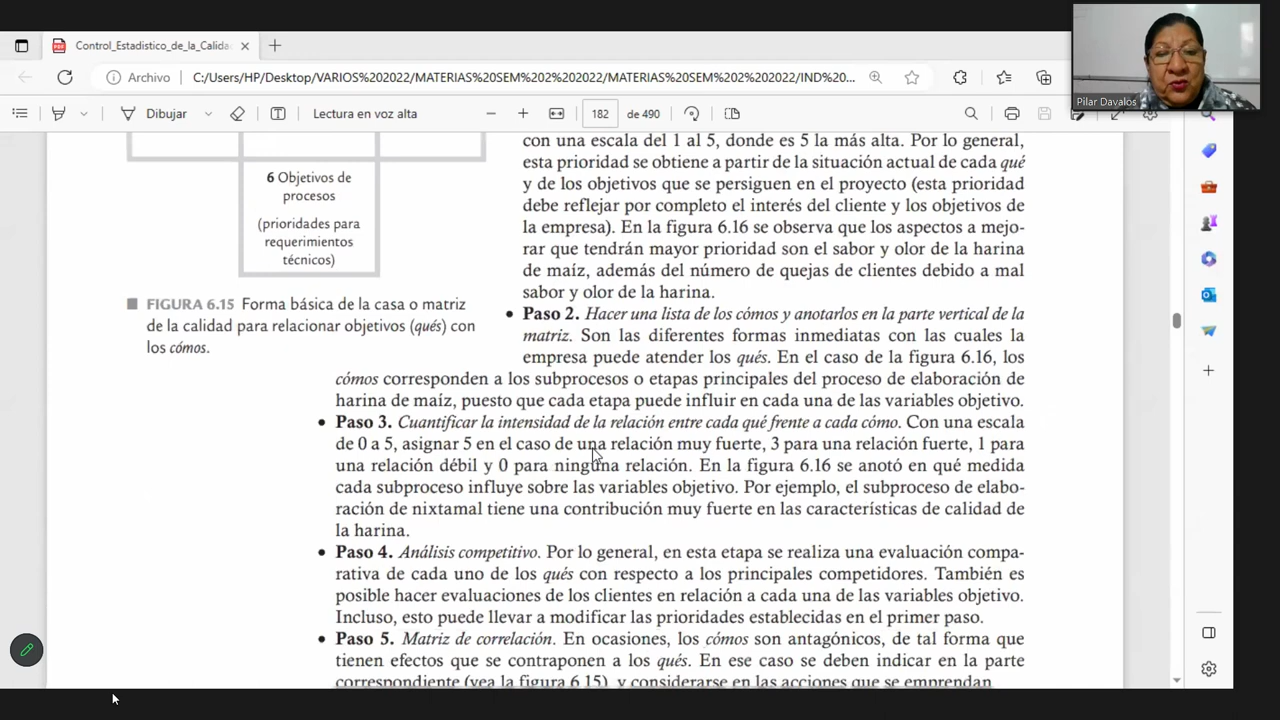 Control_Estadistico_de_la_Calida
Archivo
C:/Users/HP/Desktop/VARIOS%202022/MATERIAS%20SEM%202%202022/MATERIAS%20SEM%202%202022/IND%20...
Dibujar
Lectura en voz alta
182
de 490
Pilar Davalos
6 Objetivos de
procesos
(prioridades para
requerimientos
técnicos)
FIGURA 6.15 Forma básica de la casa o matriz
de la calidad para relacionar objetivos (qués) con
los cómos.
con una escala del 1 al 5, donde es 5 la más alta. Por lo general,
esta prioridad se obtiene a partir de la situación actual de cada qué
y de los objetivos que se persiguen en el proyecto (esta prioridad
debe reflejar por completo el interés del cliente y los objetivos de
la empresa). En la figura 6.16 se observa que los aspectos a mejo-
rar que tendrán mayor prioridad son el sabor y olor de la harina
de maíz, además del número de quejas de clientes debido a mal
sabor y olor de la harina.
• Paso 2. Hacer una lista de los cómos y anotarlos en la parte vertical de la
matriz. Son las diferentes formas inmediatas con las cuales la
empresa puede atender los qués. En el caso de la figura 6.16, los
cómos corresponden a los subprocesos o etapas principales del proceso de elaboración de
harina de maíz, puesto que cada etapa puede influir en cada una de las variables objetivo.
• Paso 3. Cuantificar la intensidad de la relación entre cada qué frente a cada cómo. Con una escala
de 0 a 5, asignar 5 en el caso de una relación muy fuerte, 3 para una relación fuerte, 1 para
una relación débil y 0 para ninguna relación. En la figura 6.16 se anotó en qué medida
cada subproceso influye sobre las variables objetivo. Por ejemplo, el subproceso de elabo-
ración de nixtamal tiene una contribución muy fuerte en las características de calidad de
la harina.
• Paso 4. Análisis competitivo. Por lo general, en esta etapa se realiza una evaluación compa-
rativa de cada uno de los qués con respecto a los principales competidores. También es
posible hacer evaluaciones de los clientes en relación a cada una de las variables objetivo.
Incluso, esto puede llevar a modificar las prioridades establecidas en el primer paso.
• Paso 5. Matriz de correlación. En ocasiones, los cómos son antagónicos, de tal forma que
tienen efectos que se contraponen a los qués. En ese caso se deben indicar en la parte
correspondiente (vea la figura 6.15), y considerarse en las acciones que se emprendan